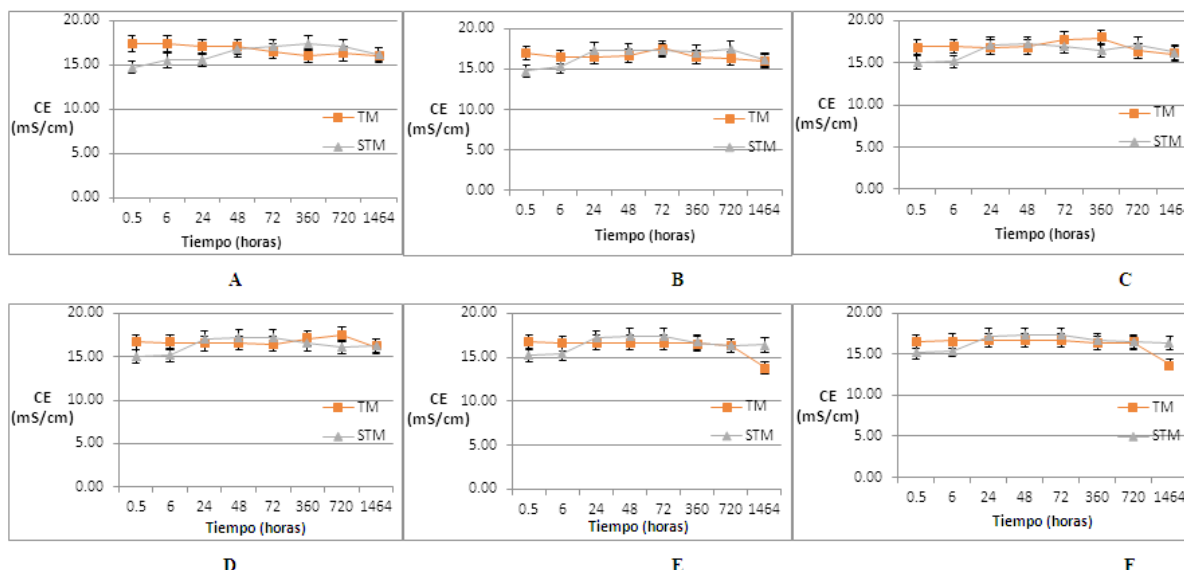 20.00
15.00
10.00
5.00
0.00
CE
(mS/cm)
TM
STM
0.5 6 24 48 72 360 720 1464
Tiempo (horas)
A
20.00
15.00
10.00
5.00
0.00
CE
(mS/cm)
TM
STM
0.5 6 24 48 72 360 720 1464
Tiempo (horas)
B
20.00
15.00
10.00
5.00
0.00
CE
(mS/cm)
TM
STM
0.5 6 24 48 72 360 720 1464
Tiempo (horas)
C
20.00
15.00
10.00
5.00
0.00
CE
(mS/cm)
TM
STM
0.5 6 24 48 72 360 720 1464
Tiempo (horas)
D
20.00
15.00
10.00
5.00
0.00
CE
(mS/cm)
TM
STM
0.5 6 24 48 72 360 720 1464
Tiempo (horas)
E
20.00
15.00
10.00
5.00
0.00
CE
(mS/cm)
TM
STM
0.5 6 24 48 72 360 720 1464
Tiempo (horas)
F